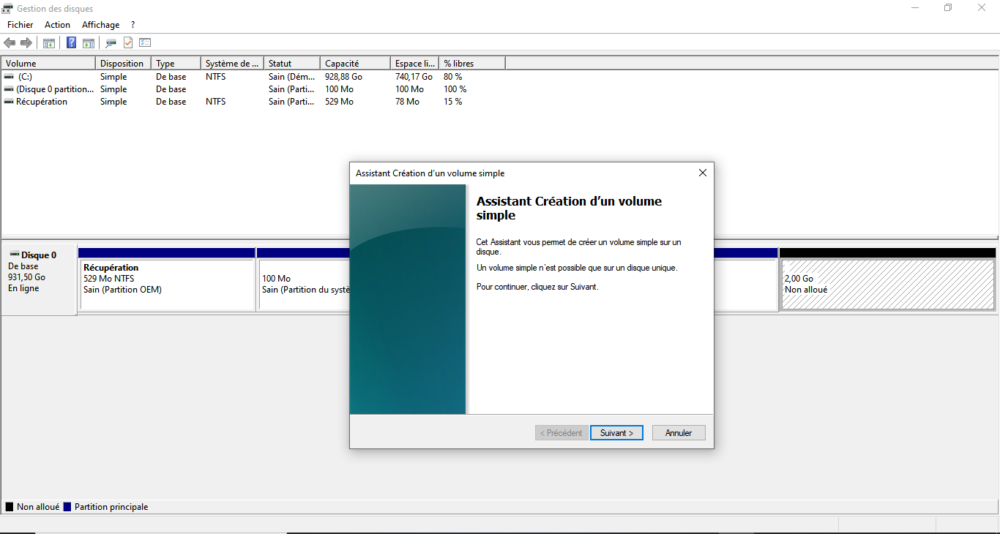 Gestion des disques
Fichier Action Affichage ?
Volume Disposition Type Système de ... Statut Capacité Espace li... % libres
(C:) Simple De base NTFS Sain (Dém... 928,88 Go 740,17 Go 80 %
(Disque 0 partition... Simple De base Sain (Parti... 100 Mo 100 Mo 100 %
Récupération Simple De base NTFS Sain (Parti... 529 Mo 78 Mo 15 %
Assistant Création d'un volume simple
Assistant Création d'un volume
simple
Cet Assistant vous permet de créer un volume simple sur un
disque.
Un volume simple n'est possible que sur un disque unique.
Pour continuer, cliquez sur Suivant.
< Précédent Suivant > Annuler
Disque 0
De base
931,50 Go
En ligne
Récupération
529 Mo NTFS
Sain (Partition OEM)
100 Mo
Sain (Partition du systè
2,00 Go
Non alloué
Non alloué Partition principale